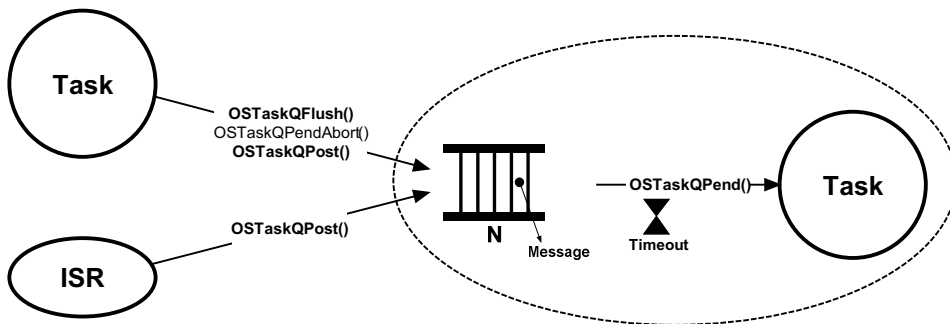 Task
OSTaskQFlush()
OSTaskQPendAbort()
OSTaskQPost()
OSTaskQPend()
Task
N
Message
Timeout
OSTaskQPost()
ISR